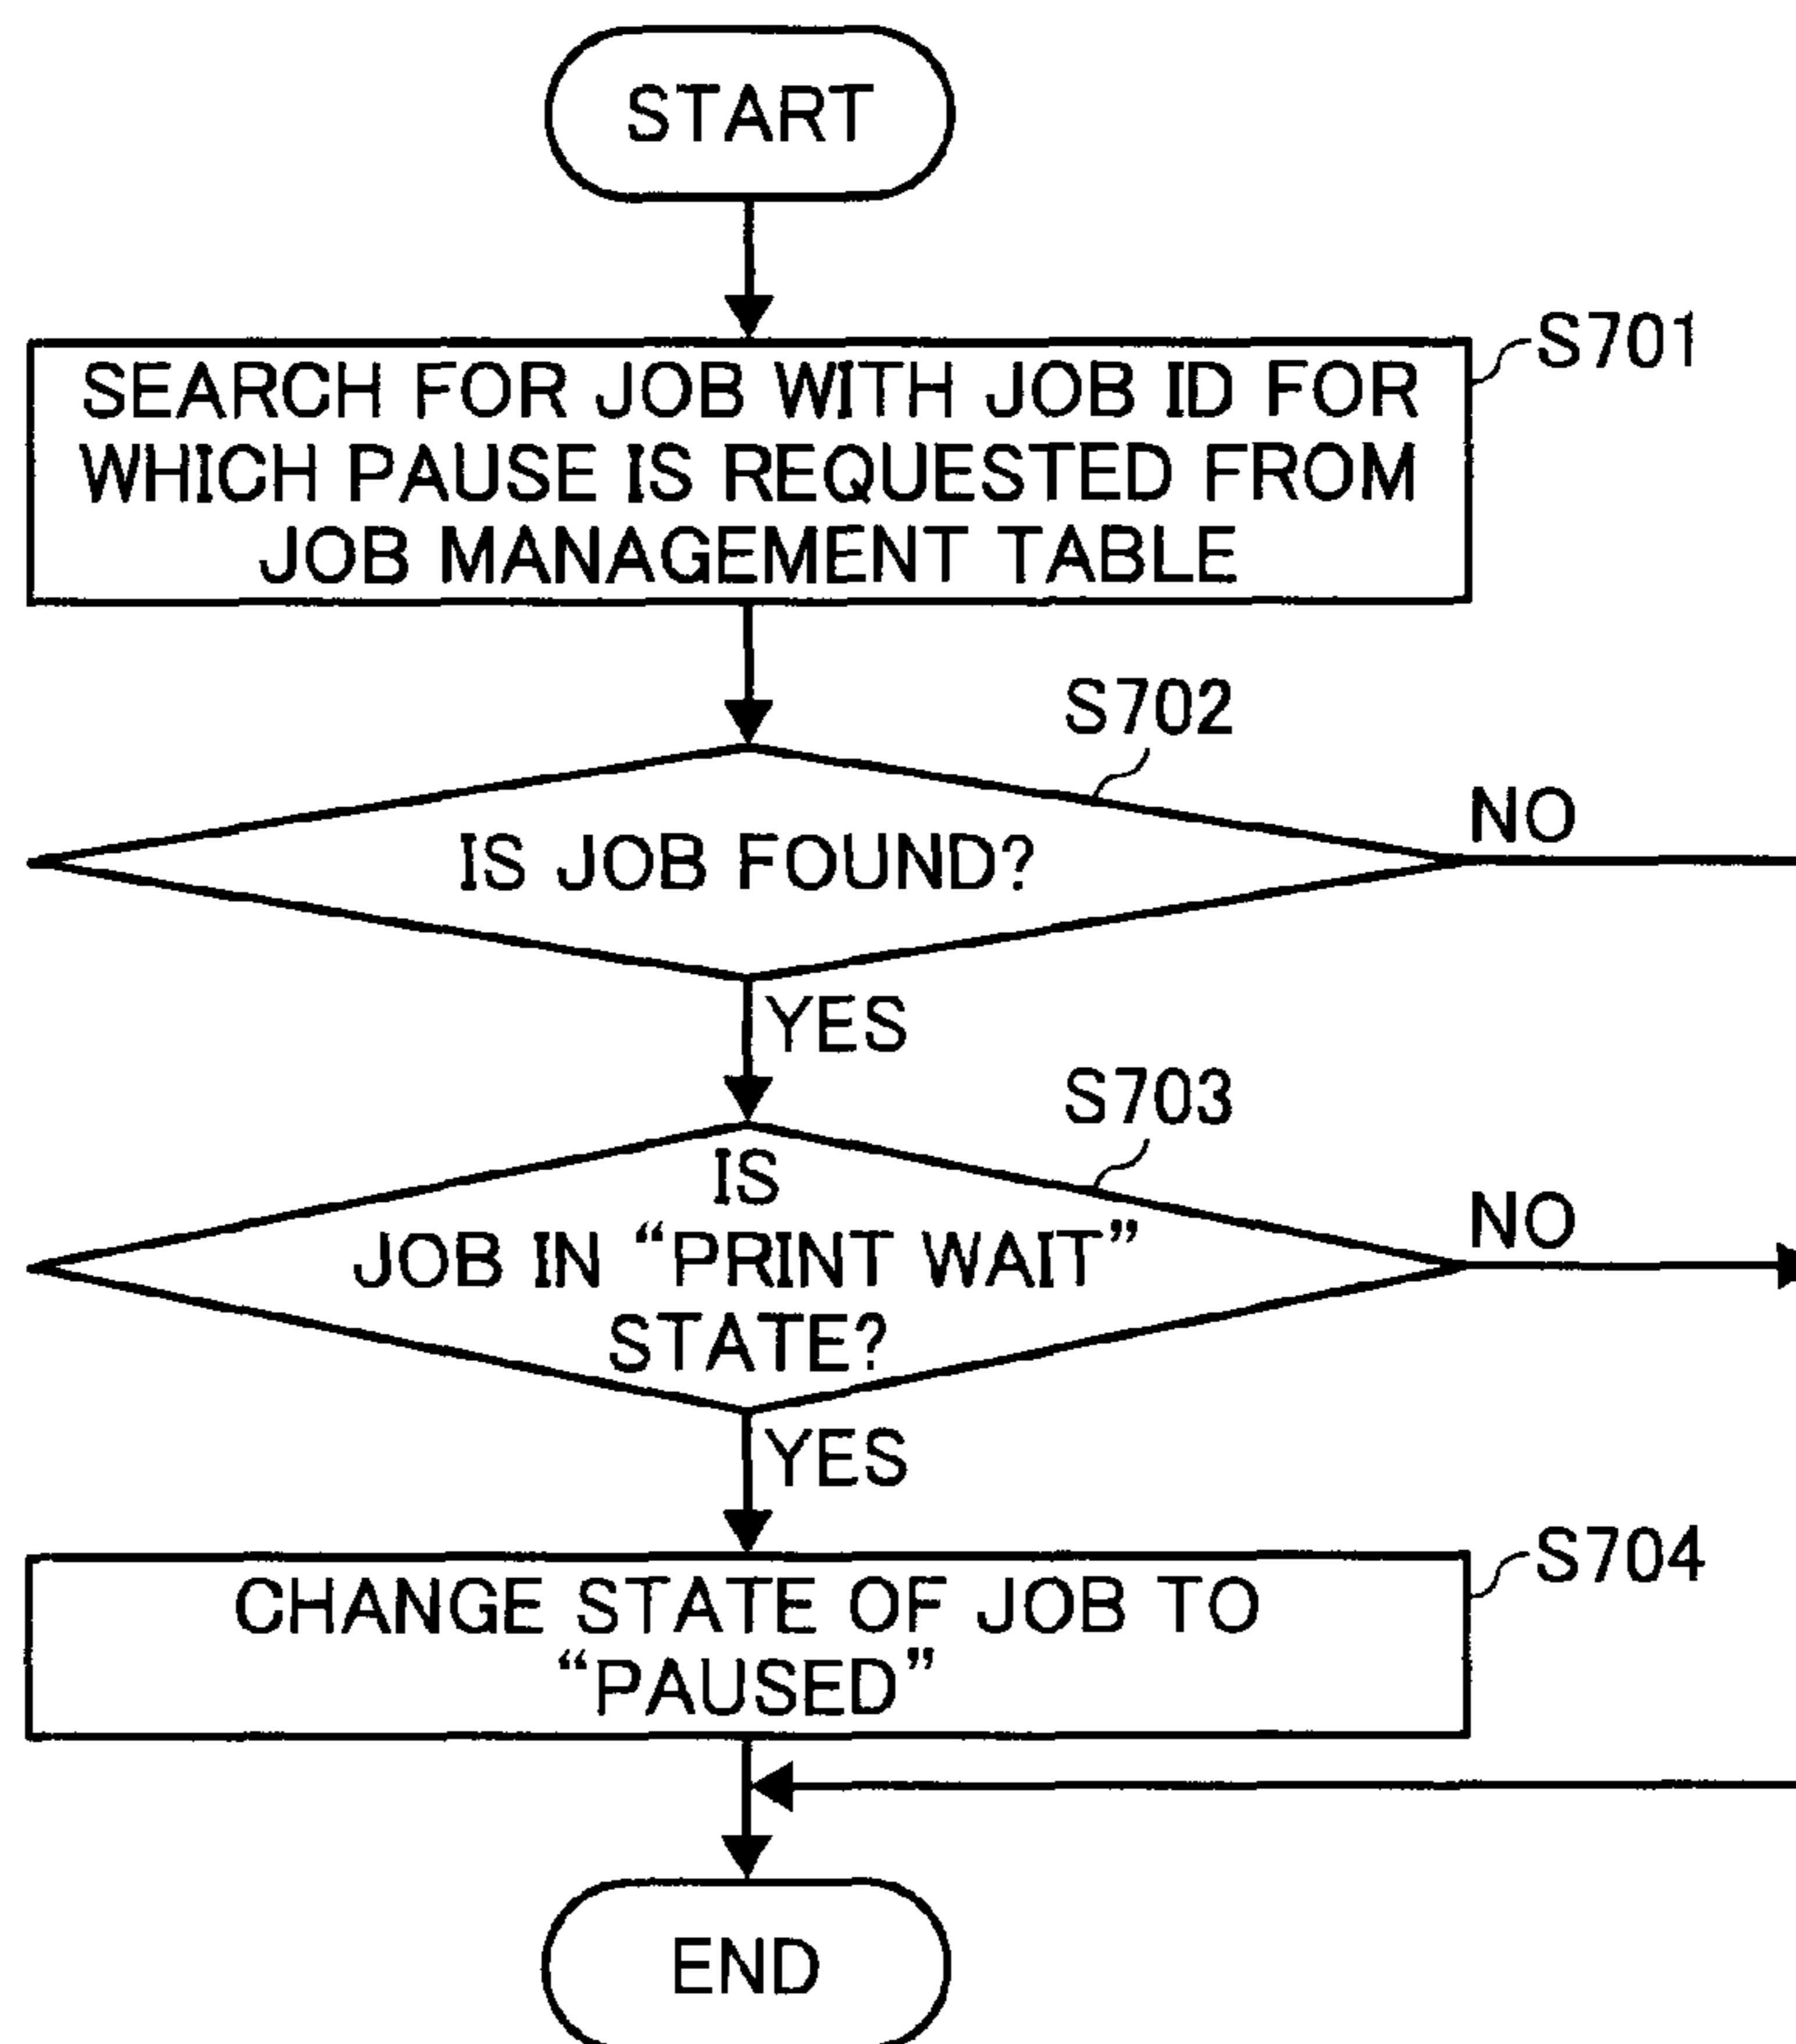 START
S701
SEARCH FOR JOB WITH JOB ID FOR
WHICH PAUSE IS REQUESTED FROM
JOB MANAGEMENT TABLE
S702
IS JOB FOUND?
NO
YES
S703
IS
JOB IN “PRINT WAIT”
STATE?
NO
YES
S704
CHANGE STATE OF JOB TO
“PAUSED”
END